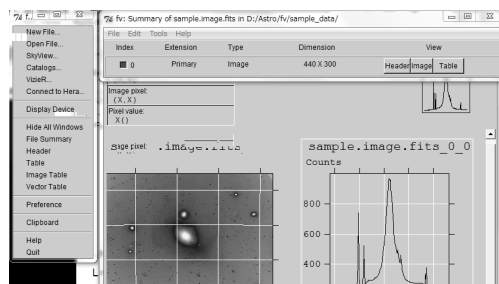 f...
New File...
Open File...
SkyView...
Catalogs...
VizieR...
Connect to Hera...
Display Device
Hide All Windows
File Summary
Header
Table
Image Table
Vector Table
Preference
Clipboard
Help
Quit
fv: Summary of sample.image.fits in D:/Astro/fv/sample_data/
File Edit Tools Help
Index Extension Type Dimension View
0 Primary Image 440 X 300 Header Image Table
Image pixel:
(X, X)
Pixel value:
X ()
pixel:
sample.image.fits_0_0
Counts
800
600
400